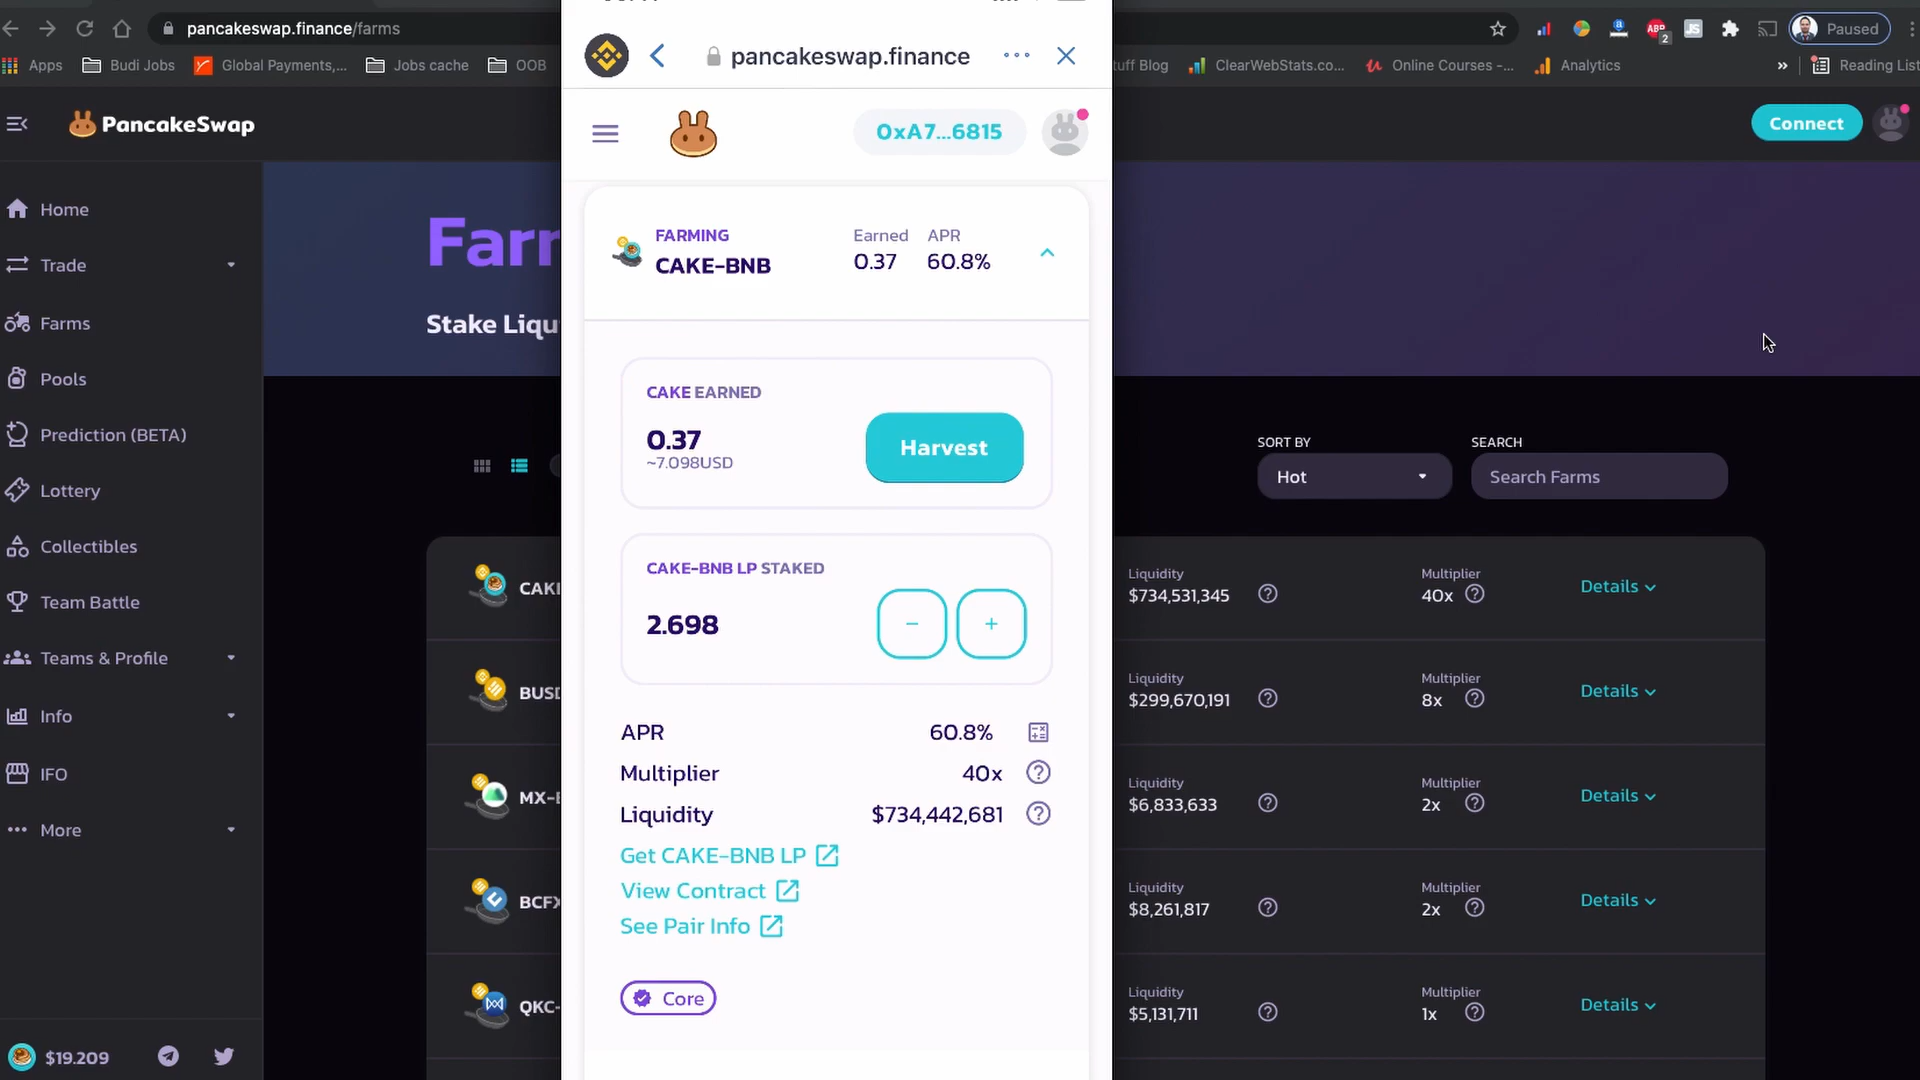 pancakeswap.finance/farms
Paused
2
Apps
Budi Jobs
Global Payments,...
Jobs cache
OOB
tuff Blog
ClearWebStats.co...
Online Courses -...
Analytics
»
Reading List
PancakeSwap
Connect
Home
Trade
Farms
Pools
Prediction (BETA)
Lottery
Collectibles
Team Battle
Teams & Profile
Info
IFO
More
$19.209
Farm
Stake Liqu
pancakeswap.finance
0xA7...6815
FARMING
CAKE-BNB
Earned
0.37
APR
60.8%
CAKE EARNED
0.37
~7.098USD
Harvest
CAKE-BNB LP STAKED
2.698
−
+
APR
60.8%
Multiplier
40x
Liquidity
$734,442,681
Get CAKE-BNB LP
View Contract
See Pair Info
Core
SORT BY
Hot
SEARCH
Search Farms
CAKE
Liquidity
$734,531,345
Multiplier
40x
Details
BUSD
Liquidity
$299,670,191
Multiplier
8x
Details
MX-B
Liquidity
$6,833,633
Multiplier
2x
Details
BCFX
Liquidity
$8,261,817
Multiplier
2x
Details
QKC-
Liquidity
$5,131,711
Multiplier
1x
Details